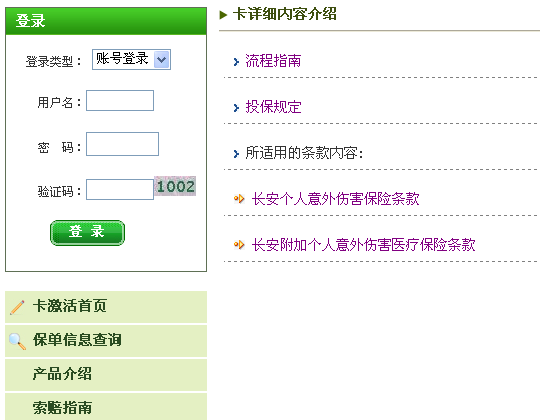 登录
登录类型：
账号登录
用户名：
密 码：
验证码：
1002
登 录
卡激活首页
保单信息查询
产品介绍
索赔指南
卡详细内容介绍
流程指南
投保规定
所适用的条款内容:
长安个人意外伤害保险条款
长安附加个人意外伤害医疗保险条款